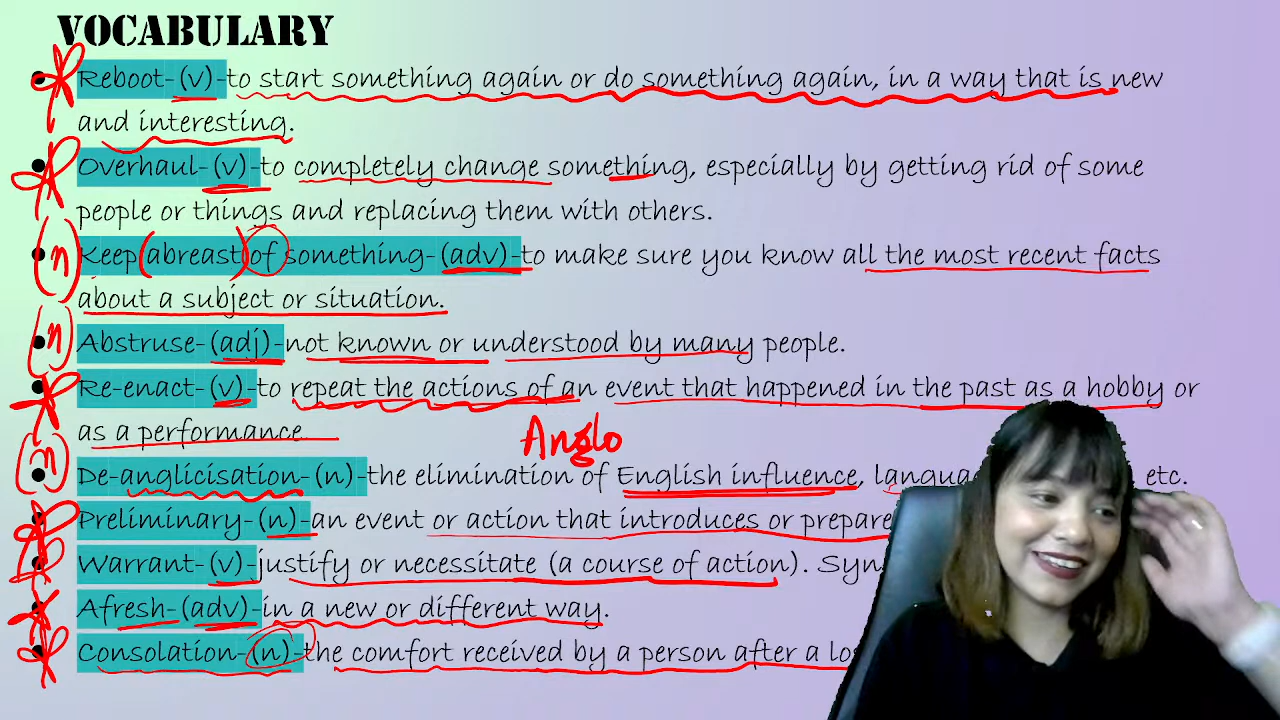 VOCABULARY
• Reboot-(v)-to start something again or do something again, in a way that is new
and interesting.
• Overhaul-(v)-to completely change something, especially by getting rid of some
people or things and replacing them with others.
(n) • Keep (abreast) of something-(adv)-to make sure you know all the most recent facts
about a subject or situation.
(n) • Abstruse-(adj)-not known or understood by many people.
• Re-enact-(v)-to repeat the actions of an event that happened in the past as a hobby or
as a performance
Anglo
(n) • De-anglicisation-(n)-the elimination of English influence, etc.
• Preliminary-(n)-an event or action that introduces or
• Warrant-(v)-justify or necessitate (a course of action).
• Afresh-(adv)-in a new or different way.
• Consolation-(n)-the comfort received by a person after a